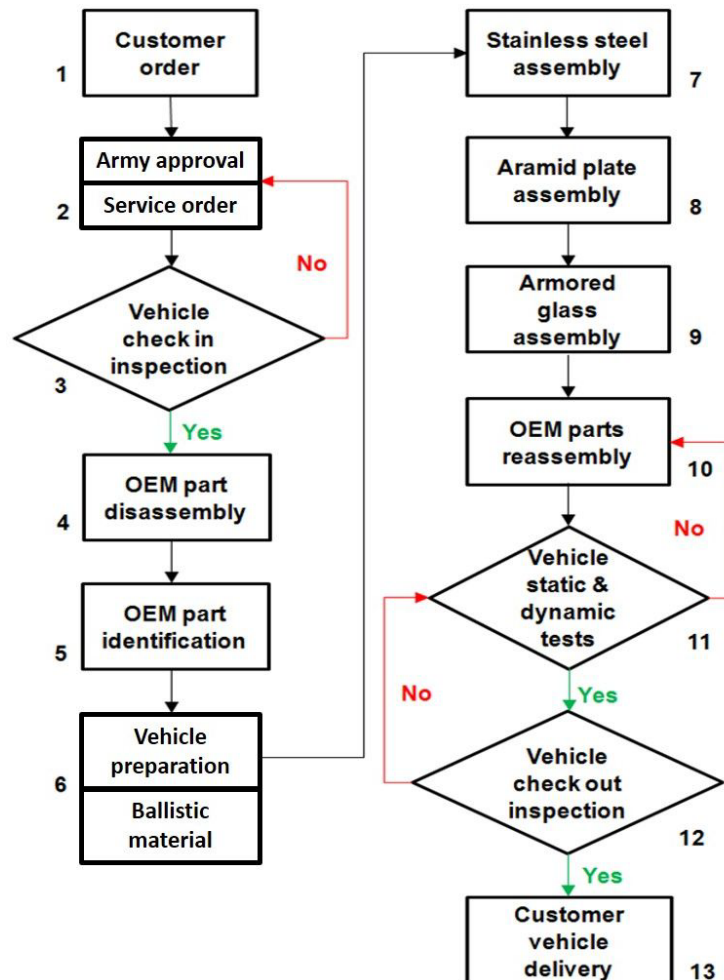 Customer
order
1
Army approval
Service order
2
No
Vehicle
check in
inspection
3
Yes
OEM part
disassembly
4
OEM part
identification
5
Vehicle
preparation
6
Ballistic
material
Stainless steel
assembly
7
Aramid plate
assembly
8
Armored
glass
assembly
9
OEM parts
reassembly
10
No
Vehicle
static &
dynamic
tests
11
No
Yes
Vehicle
check out
inspection
12
Yes
Customer
vehicle
delivery
13